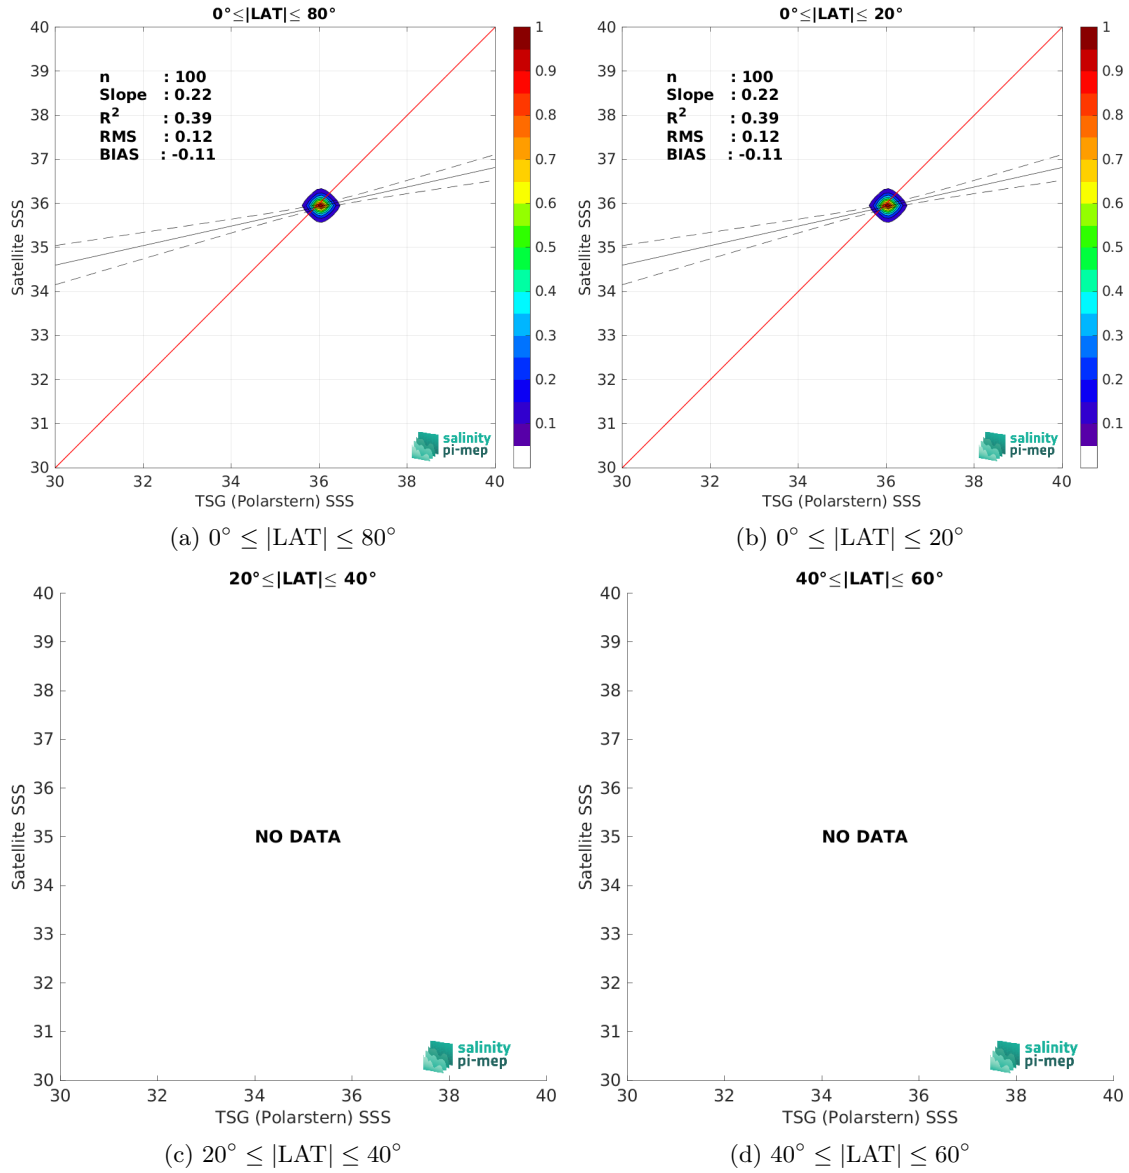 0°≤|LAT|≤ 80°
40
39
38
37
36
35
34
33
32
31
30
Satellite SSS
n : 100
Slope : 0.22
R² : 0.39
RMS : 0.12
BIAS : -0.11
salinity
pi-mep
30 32 34 36 38 40
TSG (Polarstern) SSS
1
0.9
0.8
0.7
0.6
0.5
0.4
0.3
0.2
0.1
(a) 0° ≤ |LAT| ≤ 80°
0°≤|LAT|≤ 20°
40
39
38
37
36
35
34
33
32
31
30
Satellite SSS
n : 100
Slope : 0.22
R² : 0.39
RMS : 0.12
BIAS : -0.11
salinity
pi-mep
30 32 34 36 38 40
TSG (Polarstern) SSS
1
0.9
0.8
0.7
0.6
0.5
0.4
0.3
0.2
0.1
(b) 0° ≤ |LAT| ≤ 20°
20°≤|LAT|≤ 40°
40
39
38
37
36
35
34
33
32
31
30
Satellite SSS
NO DATA
salinity
pi-mep
30 32 34 36 38 40
TSG (Polarstern) SSS
(c) 20° ≤ |LAT| ≤ 40°
40°≤|LAT|≤ 60°
40
39
38
37
36
35
34
33
32
31
30
Satellite SSS
NO DATA
salinity
pi-mep
30 32 34 36 38 40
TSG (Polarstern) SSS
(d) 40° ≤ |LAT| ≤ 60°